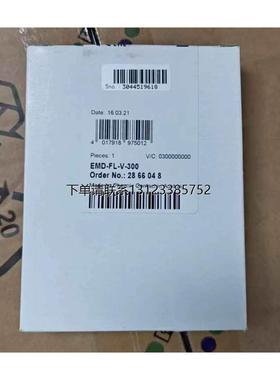 Sno.: 3044519618
Date: 16.03.21
4 017918 975012
Pieces: 1
V/C: 0300000000
EMD-FL-V-300
Order No.: 28 66 04 8
下单请联系13123385752
20